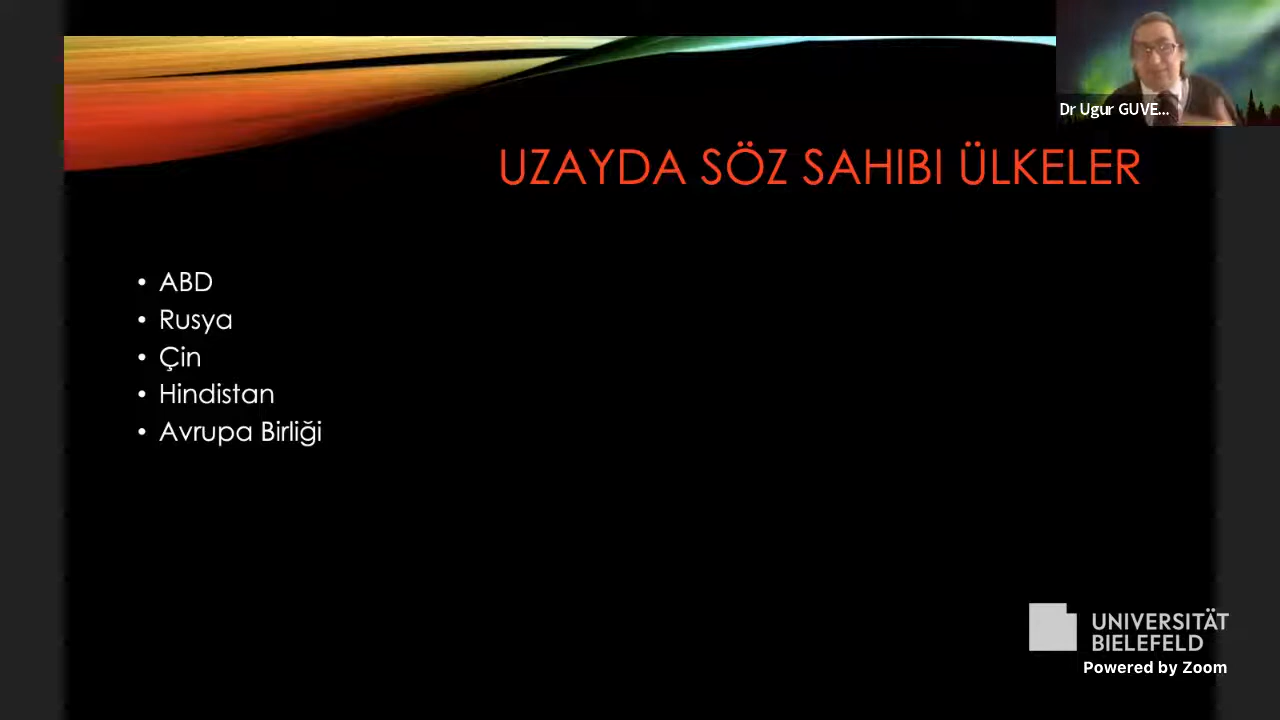 Dr Ugur GUVE...
UZAYDA SÖZ SAHIBI ÜLKELER
• ABD
• Rusya
• Çin
• Hindistan
• Avrupa Birliği
UNIVERSITÄT
BIELEFELD
Powered by Zoom